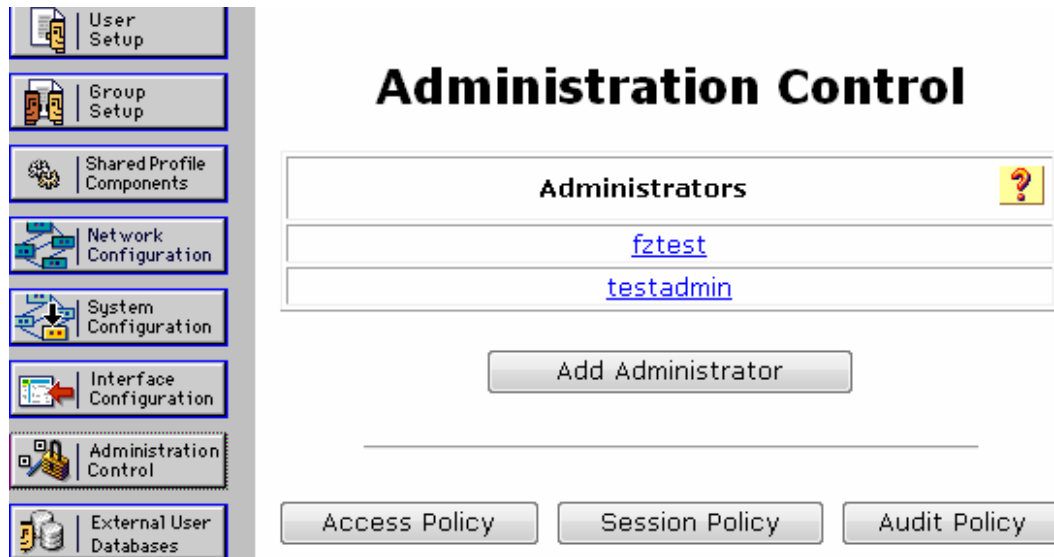 User
Setup
Group
Setup
Shared Profile
Components
Network
Configuration
System
Configuration
Interface
Configuration
Administration
Control
External User
Databases
Administration Control
Administrators
?
fztest
testadmin
Add Administrator
Access Policy
Session Policy
Audit Policy